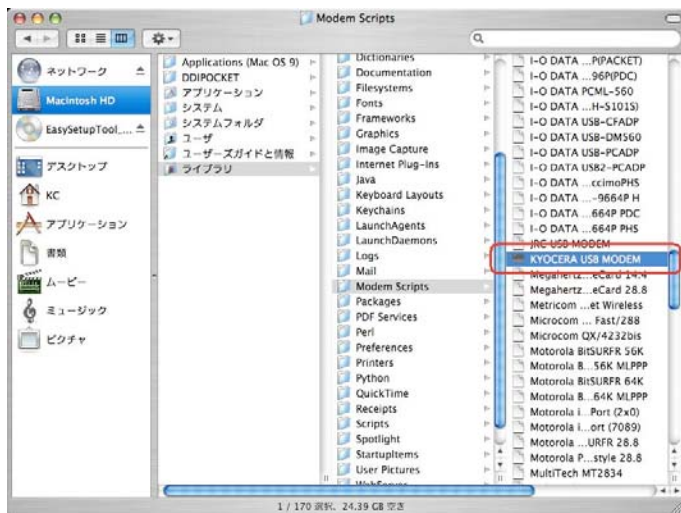 Modem Scripts
ネットワーク
Macintosh HD
EasySetupTool_...
デスクトップ
KC
アプリケーション
書類
ムービー
ミュージック
ピクチャ
Applications (Mac OS 9)
DDIPOCKET
アプリケーション
システム
システムフォルダ
ユーザ
ユーザーズガイドと情報
ライブラリ
Dictionaries
Documentation
Filesystems
Fonts
Frameworks
Graphics
Image Capture
Internet Plug-Ins
Java
Keyboard Layouts
Keychains
LaunchAgents
LaunchDaemons
Logs
Mail
Modem Scripts
Packages
PDF Services
Perl
Preferences
Printers
Python
QuickTime
Receipts
Scripts
Spotlight
StartupItems
User Pictures
WebServer
I-O DATA ...P(PACKET)
I-O DATA ...96P(PDC)
I-O DATA PCML-560
I-O DATA ...H-S101S)
I-O DATA USB-CFADP
I-O DATA USB-DM560
I-O DATA USB-PCADP
I-O DATA USB2-PCADP
I-O DATA ...ccimoPHS
I-O DATA ...-9664P H
I-O DATA ...664P PDC
I-O DATA ...664P PHS
JRC USB MODEM
KYOCERA USB MODEM
Megahertz...eCard 14.4
Megahertz...eCard 28.8
Metricom ...et Wireless
Microcom ... Fast/288
Microcom QX/4232bis
Motorola BitSURFR 56K
Motorola B...56K MLPPP
Motorola BitSURFR 64K
Motorola B...64K MLPPP
Motorola i...Port (2x0)
Motorola i...ort (7089)
Motorola ...URFR 28.8
Motorola P...style 28.8
MultiTech MT2834
1 / 170 選択、24.39 GB 空き